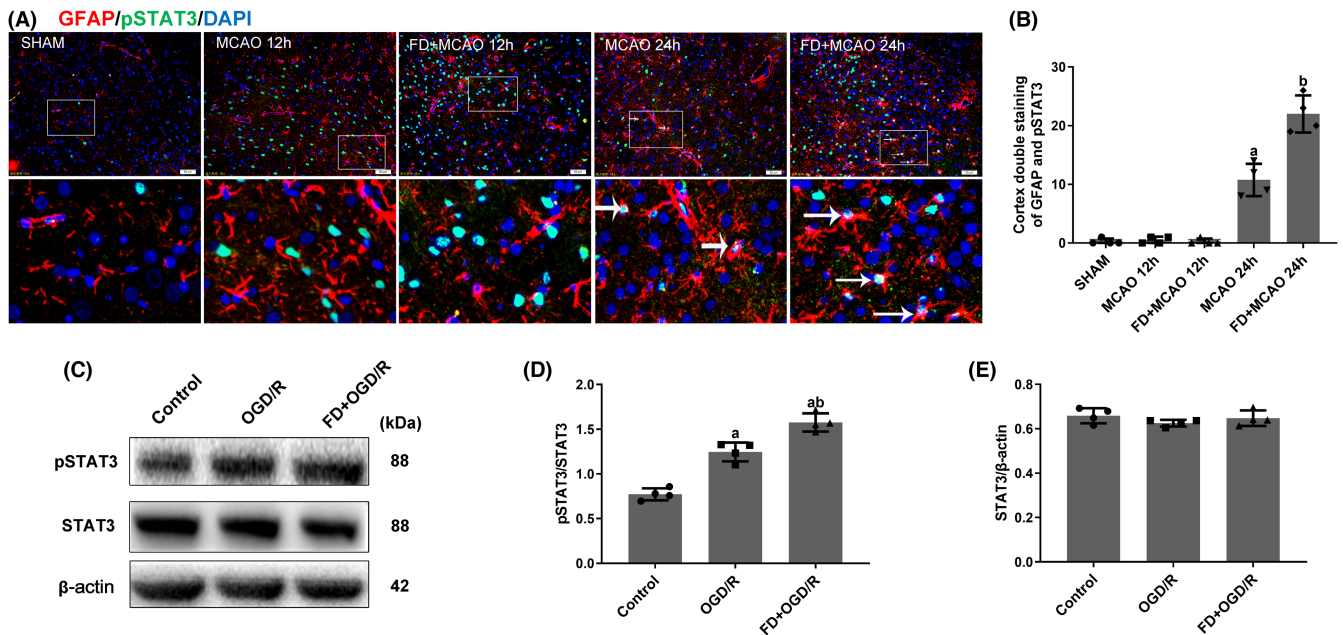 (A) GFAP/pSTAT3/DAPI
SHAM
MCAO 12h
FD+MCAO 12h
MCAO 24h
FD+MCAO 24h
(B)
Cortex double staining
of GFAP and pSTAT3
30
20
10
0
a
b
SHAM
MCAO 12h
FD+MCAO 12h
MCAO 24h
FD+MCAO 24h
(C)
Control
OGD/R
FD+OGD/R
(kDa)
pSTAT3 88
STAT3 88
β-actin 42
(D)
pSTAT3/STAT3
2.0
1.5
1.0
0.5
0.0
a
ab
Control
OGD/R
FD+OGD/R
(E)
STAT3/β-actin
0.8
0.6
0.4
0.2
0.0
Control
OGD/R
FD+OGD/R